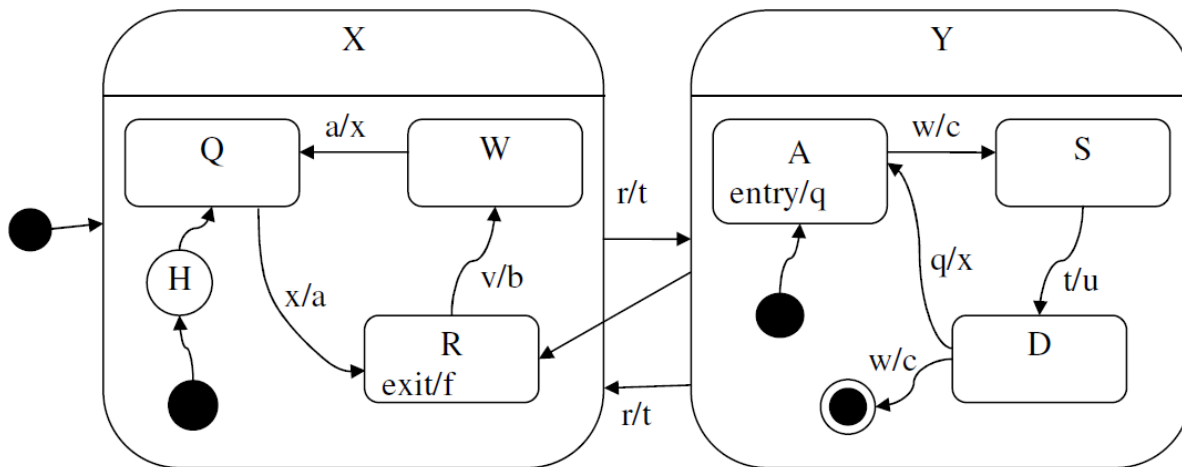 X
Y
Q
a/x
W
A
entry/q
w/c
S
r/t
H
x/a
v/b
q/x
t/u
R
exit/f
D
w/c
r/t